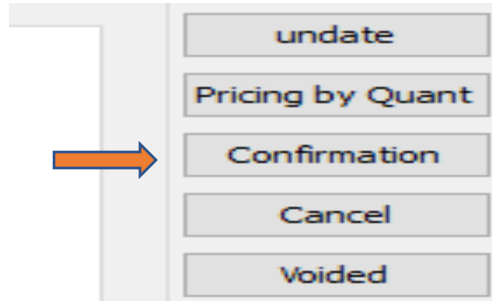 undate
Pricing by Quant
Confirmation
Cancel
Voided